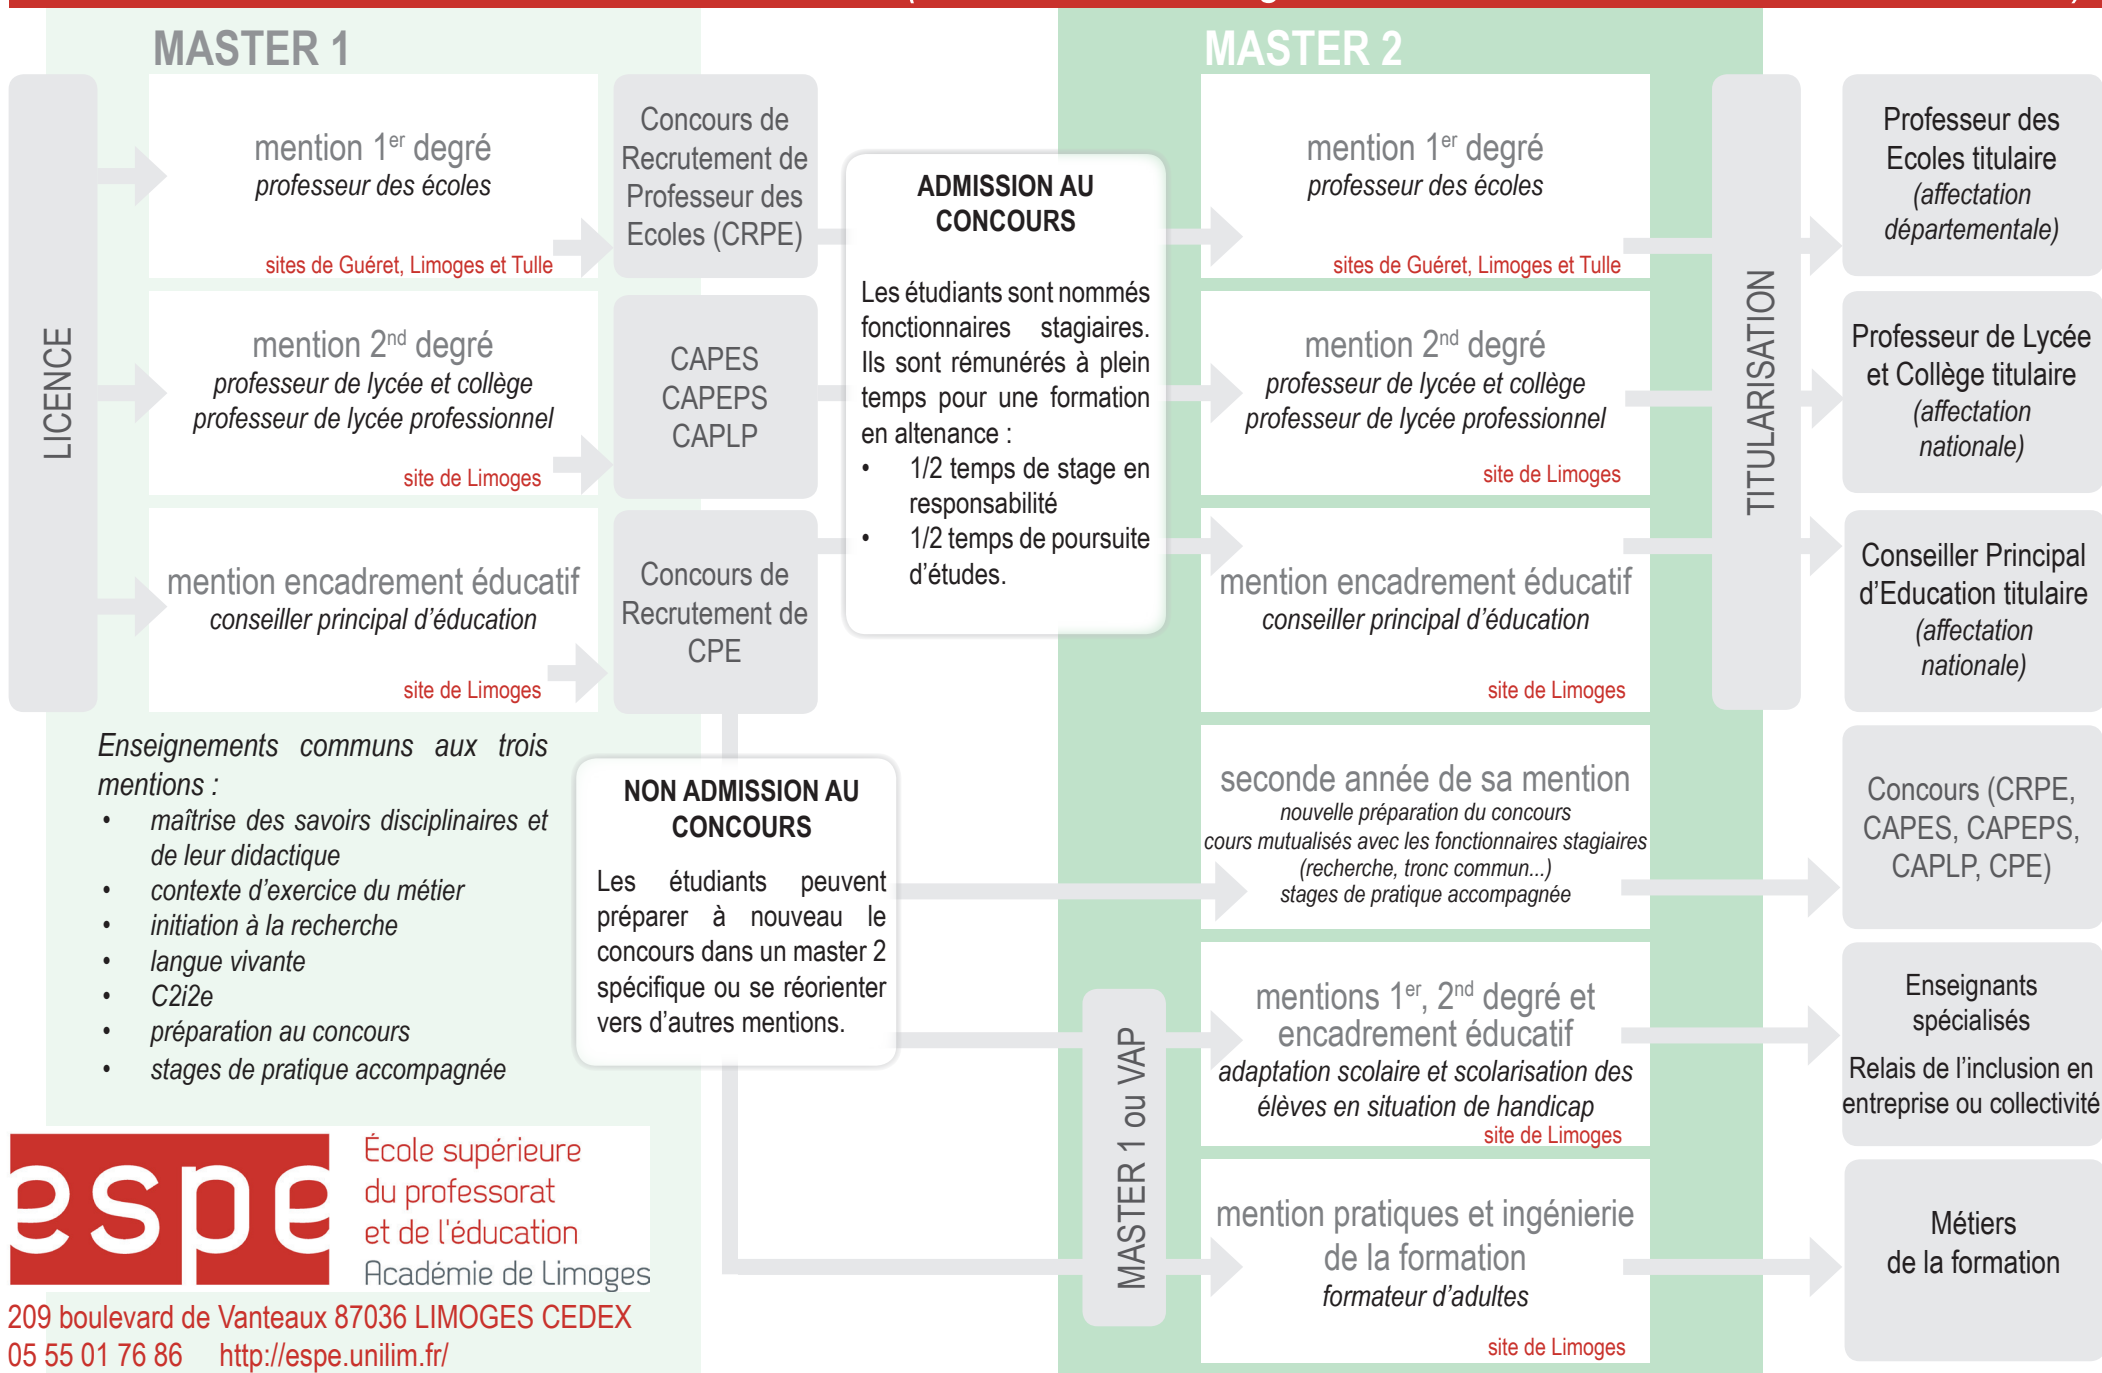 MASTER 1
MASTER 2
LICENCE
mention 1er degré
professeur des écoles
sites de Guéret, Limoges et Tulle
mention 2nd degré
professeur de lycée et collège
professeur de lycée professionnel
site de Limoges
mention encadrement éducatif
conseiller principal d'éducation
site de Limoges
Concours de
Recrutement de
Professeur des
Ecoles (CRPE)
CAPES
CAPEPS
CAPLP
Concours de
Recrutement de
CPE
ADMISSION AU
CONCOURS
Les étudiants sont nommés
fonctionnaires stagiaires.
Ils sont rémunérés à plein
temps pour une formation
en altenance :
• 1/2 temps de stage en
responsabilité
• 1/2 temps de poursuite
d'études.
mention 1er degré
professeur des écoles
sites de Guéret, Limoges et Tulle
mention 2nd degré
professeur de lycée et collège
professeur de lycée professionnel
site de Limoges
mention encadrement éducatif
conseiller principal d'éducation
site de Limoges
TITULARISATION
Professeur des
Ecoles titulaire
(affectation
départementale)
Professeur de Lycée
et Collège titulaire
(affectation
nationale)
Conseiller Principal
d'Education titulaire
(affectation
nationale)
Enseignements communs aux trois
mentions :
• maîtrise des savoirs disciplinaires et
de leur didactique
• contexte d'exercice du métier
• initiation à la recherche
• langue vivante
• C2i2e
• préparation au concours
• stages de pratique accompagnée
NON ADMISSION AU
CONCOURS
Les étudiants peuvent
préparer à nouveau le
concours dans un master 2
spécifique ou se réorienter
vers d'autres mentions.
seconde année de sa mention
nouvelle préparation du concours
cours mutualisés avec les fonctionnaires stagiaires
(recherche, tronc commun...)
stages de pratique accompagnée
Concours (CRPE,
CAPES, CAPEPS,
CAPLP, CPE)
MASTER 1 ou VAP
mentions 1er, 2nd degré et
encadrement éducatif
adaptation scolaire et scolarisation des
élèves en situation de handicap
site de Limoges
Enseignants
spécialisés
Relais de l'inclusion en
entreprise ou collectivité
mention pratiques et ingénierie
de la formation
formateur d'adultes
site de Limoges
Métiers
de la formation
espe
École supérieure
du professorat
et de l'éducation
Académie de Limoges
209 boulevard de Vanteaux 87036 LIMOGES CEDEX
05 55 01 76 86 http://espe.unilim.fr/